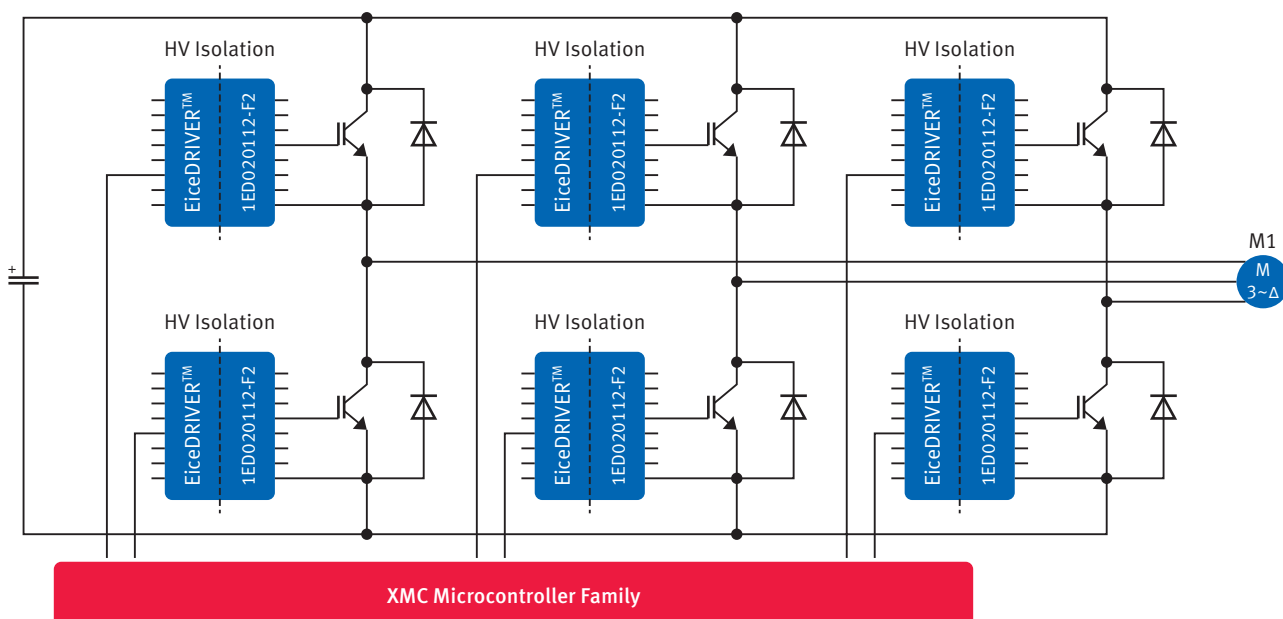 HV Isolation
HV Isolation
HV Isolation
EiceDRIVER™
1ED020112-F2
EiceDRIVER™
1ED020112-F2
EiceDRIVER™
1ED020112-F2
M1
+
M
3~Δ
HV Isolation
HV Isolation
HV Isolation
EiceDRIVER™
1ED020112-F2
EiceDRIVER™
1ED020112-F2
EiceDRIVER™
1ED020112-F2
XMC Microcontroller Family